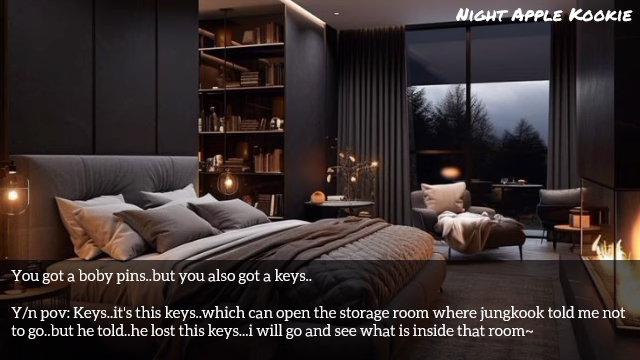 Night Apple Kookie
You got a boby pins..but you also got a keys..
Y/n pov: Keys..it's this keys..which can open the storage room where jungkook told me not
to go..but he told..he lost this keys...i will go and see what is inside that room~